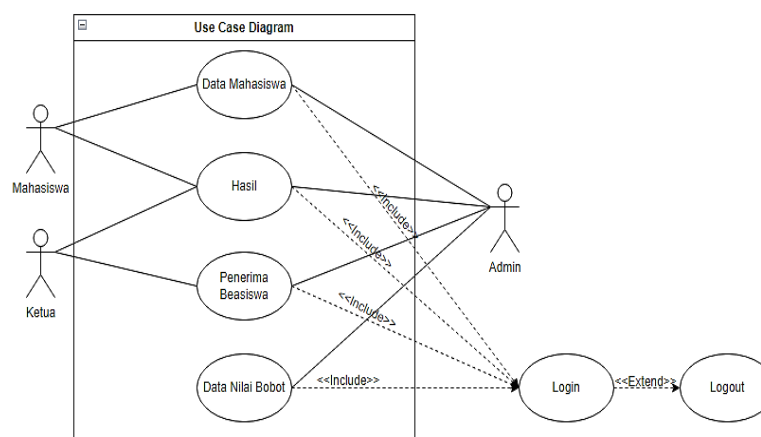 Use Case Diagram
Data Mahasiswa
Mahasiswa
Hasil
<<Include>>
<<Include>>
Admin
Ketua
Penerima
Beasiswa
<<Include>>
Data Nilai Bobot
<<Include>>
Login
<<Extend>>
Logout